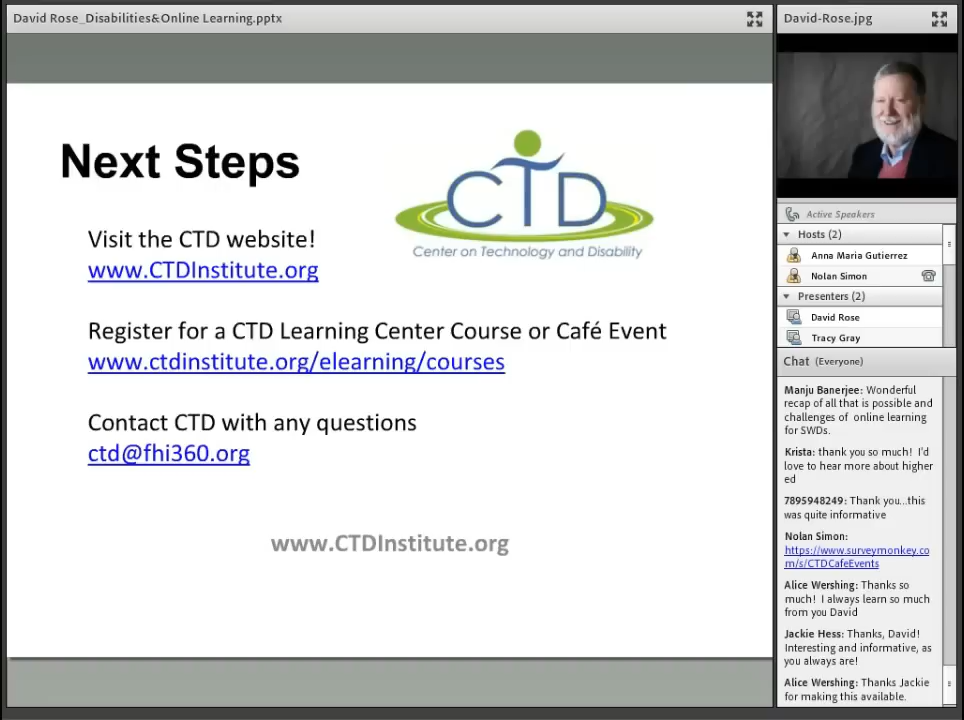 David Rose_Disabilities&Online Learning.pptx
Next Steps
CTD
Center on Technology and Disability
Visit the CTD website!
www.CTDInstitute.org
Register for a CTD Learning Center Course or Café Event
www.ctdinstitute.org/elearning/courses
Contact CTD with any questions
ctd@fhi360.org
www.CTDInstitute.org
David-Rose.jpg
Active Speakers
Hosts (2)
Anna Maria Gutierrez
Nolan Simon
Presenters (2)
David Rose
Tracy Gray
Chat (Everyone)
Manju Banerjee: Wonderful
recap of all that is possible and
challenges of online learning
for SWDs.
Krista: thank you so much! I'd
love to hear more about higher
ed
7895948249: Thank you...this
was quite informative
Nolan Simon:
https://www.surveymonkey.co
m/s/CTDCafeEvents
Alice Wershing: Thanks so
much! I always learn so much
from you David
Jackie Hess: Thanks, David!
Interesting and informative, as
you always are!
Alice Wershing: Thanks Jackie
for making this available.